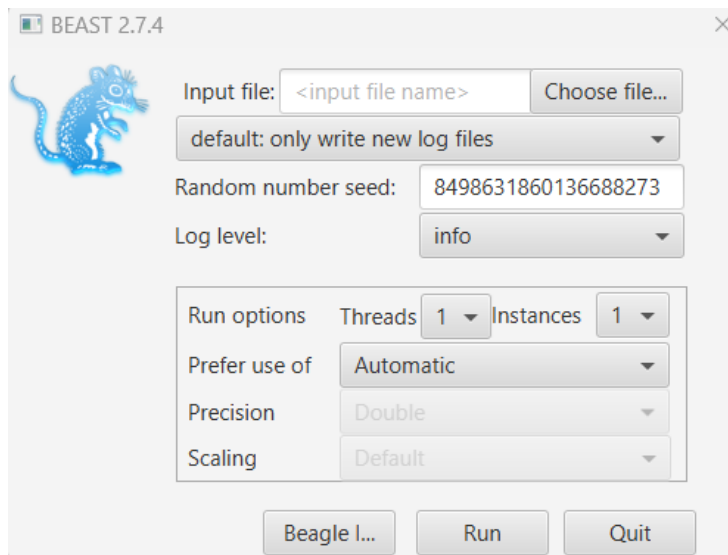 BEAST 2.7.4
Input file: <input file name> Choose file...
default: only write new log files
Random number seed: 8498631860136688273
Log level: info
Run options Threads 1 Instances 1
Prefer use of Automatic
Precision Double
Scaling Default
Beagle I... Run Quit